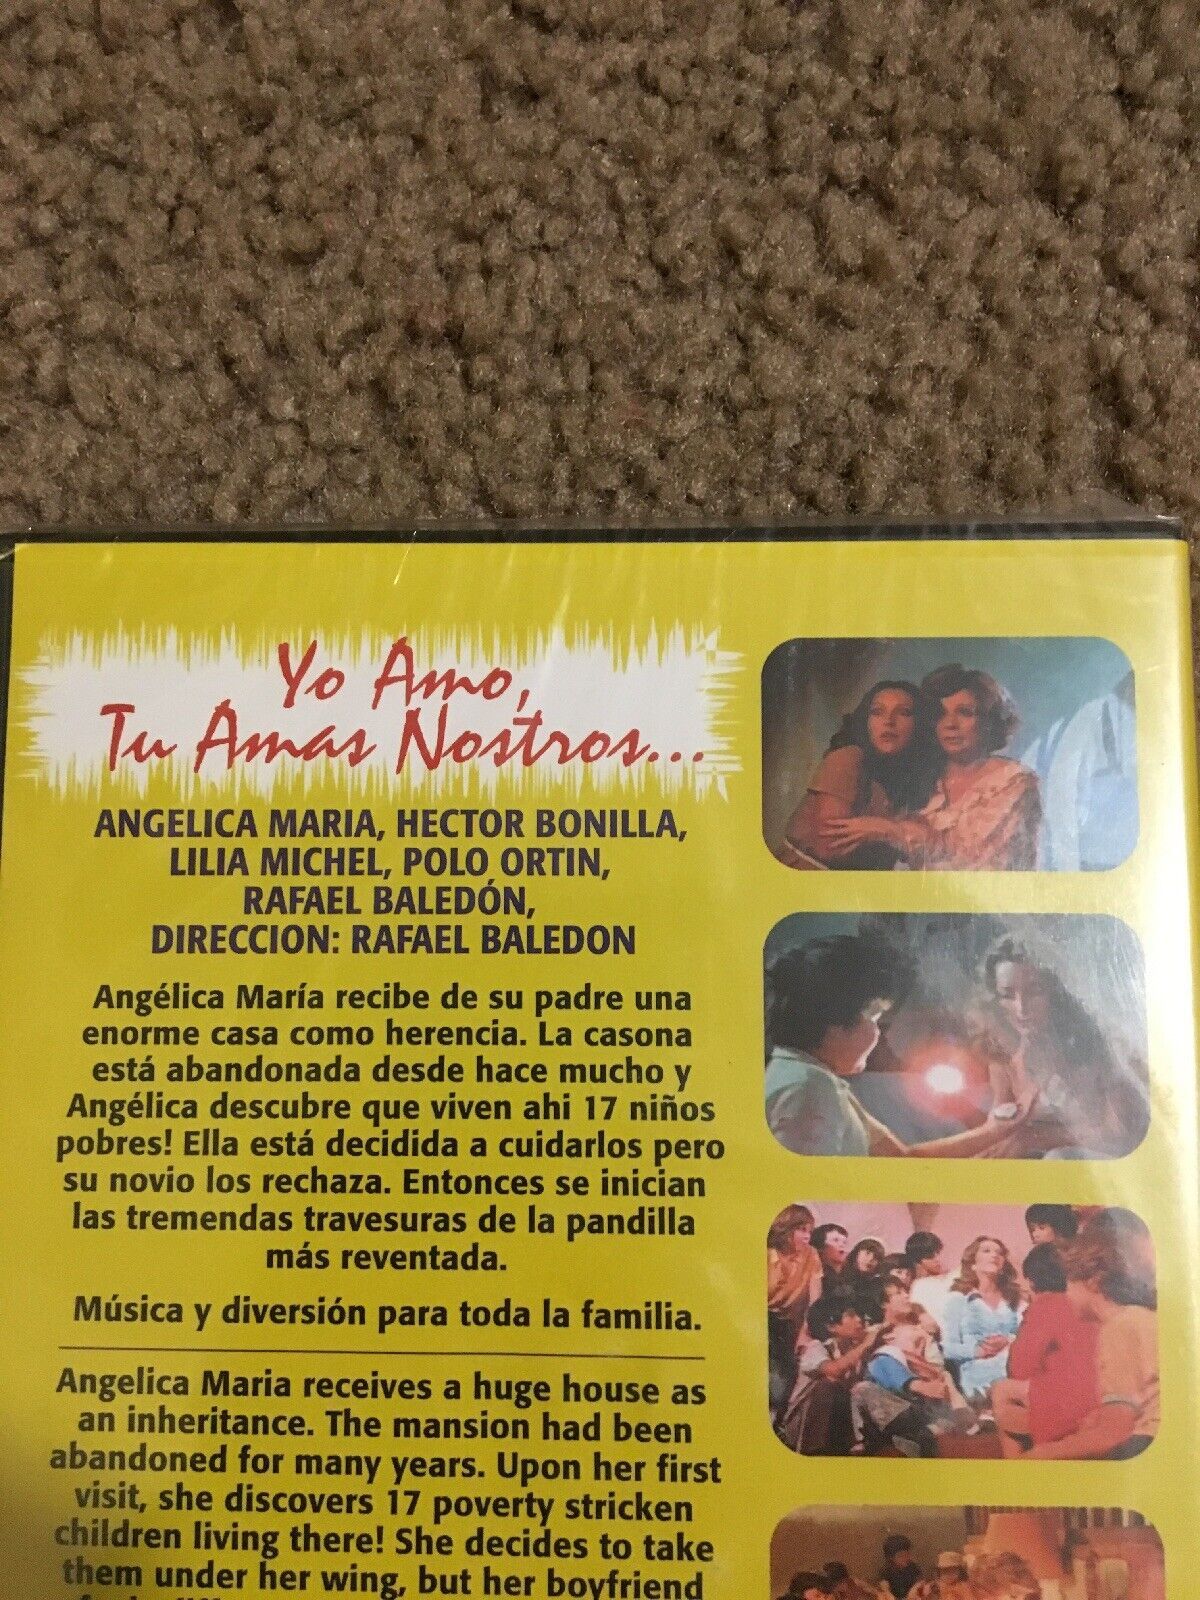 Yo Amo,
Tu Amas Nostros...
ANGELICA MARIA, HECTOR BONILLA,
LILIA MICHEL, POLO ORTIN,
RAFAEL BALEDÓN,
DIRECCION: RAFAEL BALEDON
Angélica María recibe de su padre una
enorme casa como herencia. La casona
está abandonada desde hace mucho y
Angélica descubre que viven ahi 17 niños
pobres! Ella está decidida a cuidarlos pero
su novio los rechaza. Entonces se inician
las tremendas travesuras de la pandilla
más reventada.
Música y diversión para toda la familia.
Angelica Maria receives a huge house as
an inheritance. The mansion had been
abandoned for many years. Upon her first
visit, she discovers 17 poverty stricken
children living there! She decides to take
them under her wing, but her boyfriend